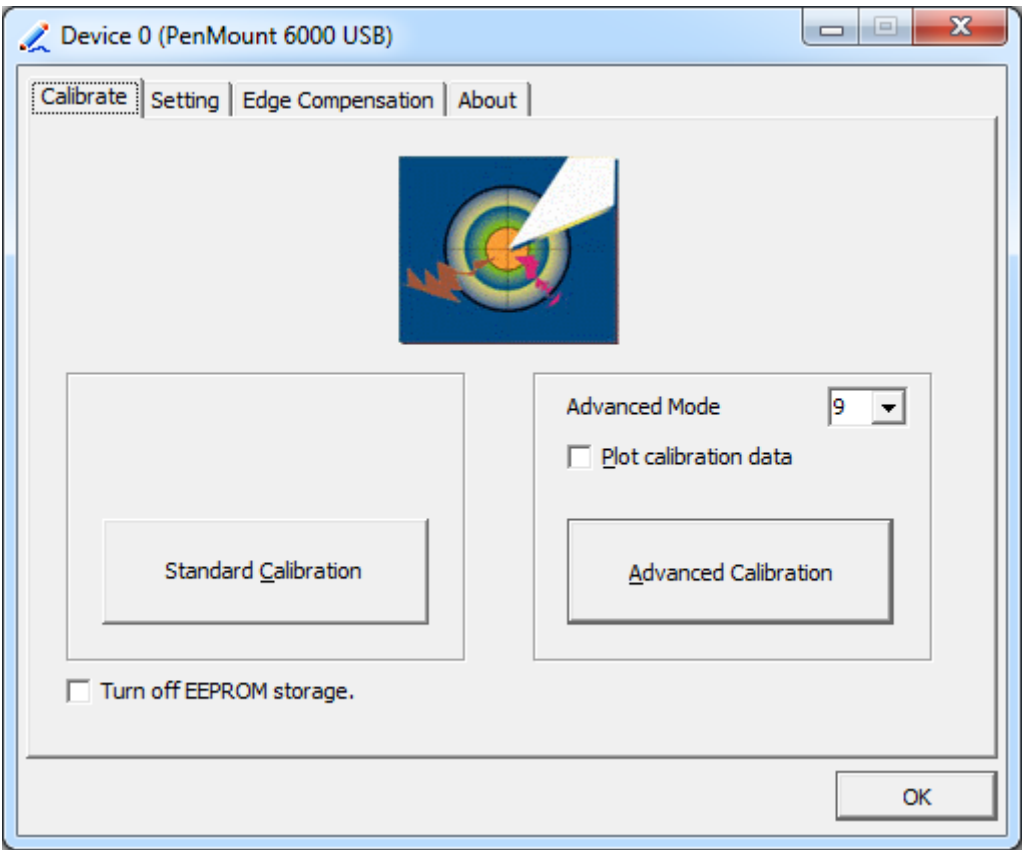 Device 0 (PenMount 6000 USB)
Calibrate Setting Edge Compensation About
Advanced Mode 9
Plot calibration data
Standard Calibration
Advanced Calibration
Turn off EEPROM storage.
OK